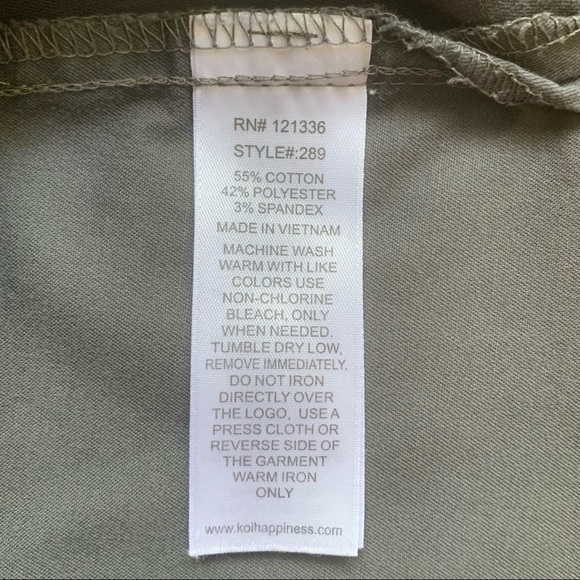 RN# 121336
STYLE#:289
55% COTTON
42% POLYESTER
3% SPANDEX
MADE IN VIETNAM
MACHINE WASH
WARM WITH LIKE
COLORS USE
NON-CHLORINE
BLEACH, ONLY
WHEN NEEDED.
TUMBLE DRY LOW,
REMOVE IMMEDIATELY.
DO NOT IRON
DIRECTLY OVER
THE LOGO, USE A
PRESS CLOTH OR
REVERSE SIDE OF
THE GARMENT
WARM IRON
ONLY
www.koihappiness.com